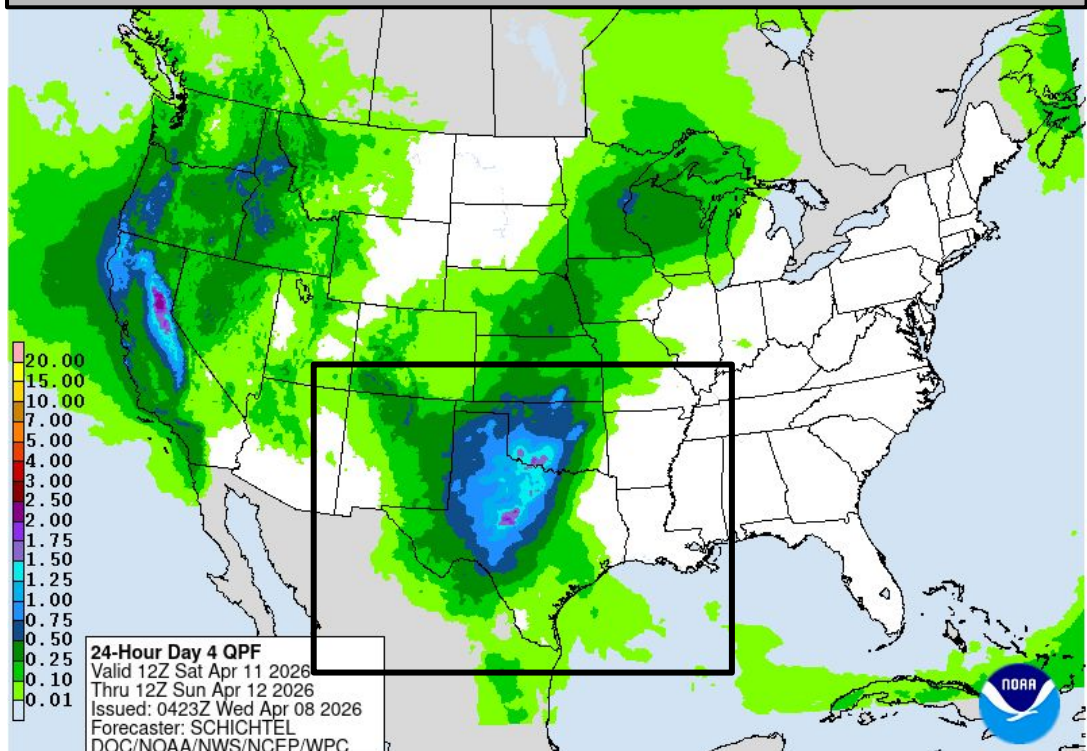 20.00
15.00
10.00
7.00
5.00
4.00
3.00
2.50
2.00
1.75
1.50
1.25
1.00
0.75
0.50
0.25
0.10
0.01
24-Hour Day 4 QPF
Valid 12Z Sat Apr 11 2026
Thru 12Z Sun Apr 12 2026
Issued: 0423Z Wed Apr 08 2026
Forecaster: SCHICHTEL
DOC/NOAA/NWS/NCEP/WPC
NOAA